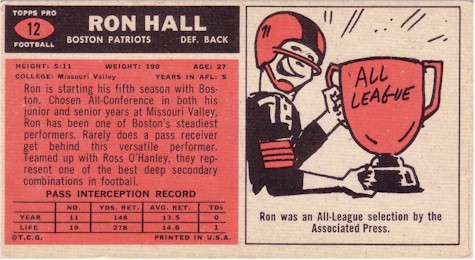 TOPPS PRO
12
FOOTBALL
RON HALL
BOSTON PATRIOTS DEF. BACK
HEIGHT: 5:11 WEIGHT: 190 AGE: 27
COLLEGE: Missouri Valley YEARS IN AFL: 5
Ron is starting his fifth season with Bos-
ton. Chosen All-Conference in both his
junior and senior years at Missouri Valley,
Ron has been one of Boston's steadiest
performers. Rarely does a pass receiver
get behind this versatile performer.
Teamed up with Ross O'Hanley, they rep-
resent one of the best deep secondary
combinations in football.
PASS INTERCEPTION RECORD
NO. YDS. RET. AVG. RET. TDs
YEAR 11 148 13.5 0
LIFE 19 278 14.6 1
©T.C.G. PRINTED IN U.S.A.
'ALL
LEAGUE
Ron was an All-League selection by the
Associated Press.